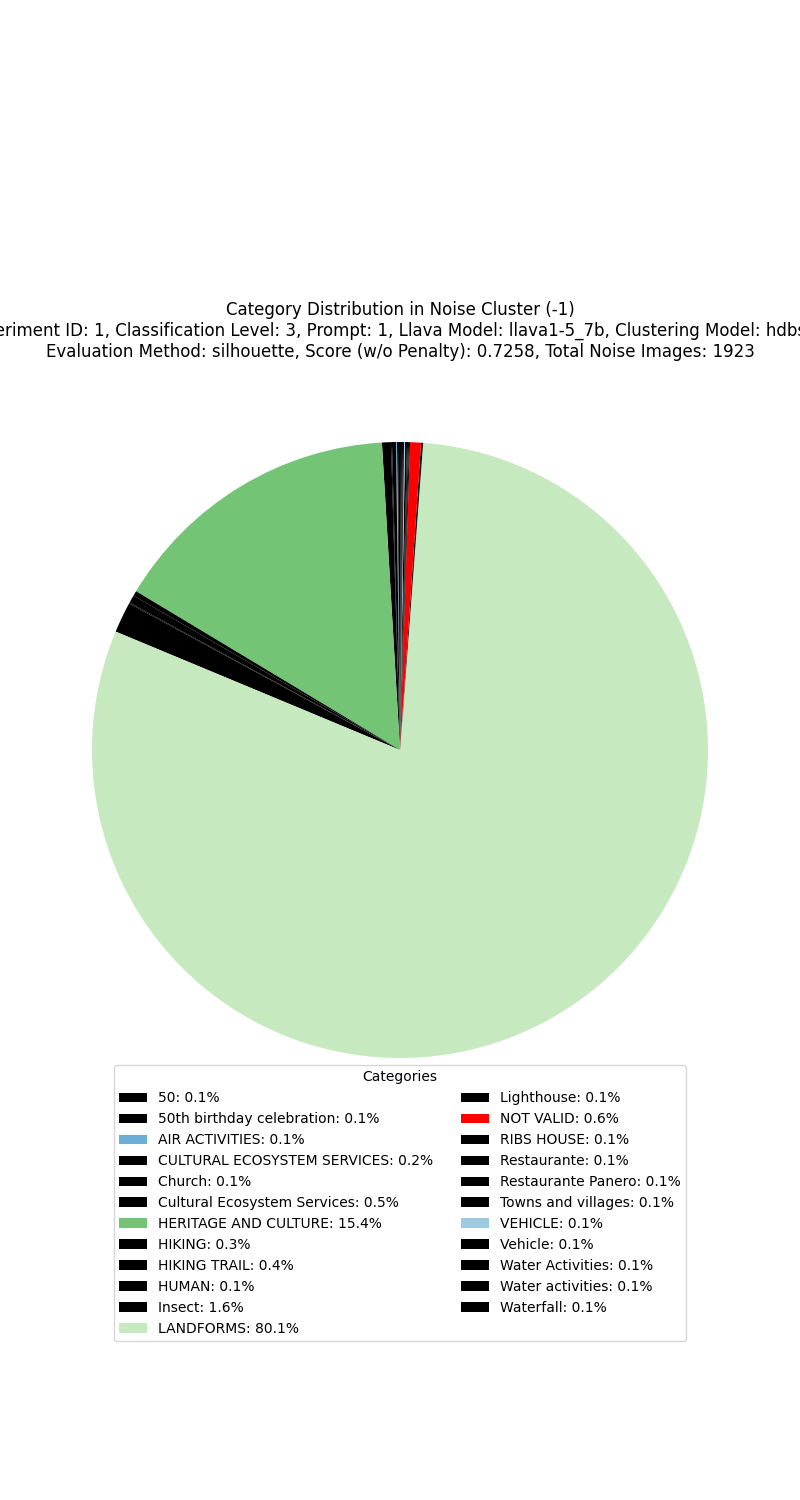 Category Distribution in Noise Cluster (-1)
Experiment ID: 1, Classification Level: 3, Prompt: 1, Llava Model: llava1-5_7b, Clustering Model:
Evaluation Method: silhouette, Score (w/o Penalty): 0.7258, Total Noise Images: 1923
Categories
50: 0.1%
50th birthday celebration: 0.1%
AIR ACTIVITIES: 0.1%
CULTURAL ECOSYSTEM SERVICES: 0.2%
Church: 0.1%
Cultural Ecosystem Services: 0.5%
HERITAGE AND CULTURE: 15.4%
HIKING: 0.3%
HIKING TRAIL: 0.4%
HUMAN: 0.1%
Insect: 1.6%
LANDFORMS: 80.1%
Lighthouse: 0.1%
NOT VALID: 0.6%
RIBS HOUSE: 0.1%
Restaurante: 0.1%
Restaurante Panero: 0.1%
Towns and villages: 0.1%
VEHICLE: 0.1%
Vehicle: 0.1%
Water Activities: 0.1%
Water activities: 0.1%
Waterfall: 0.1%